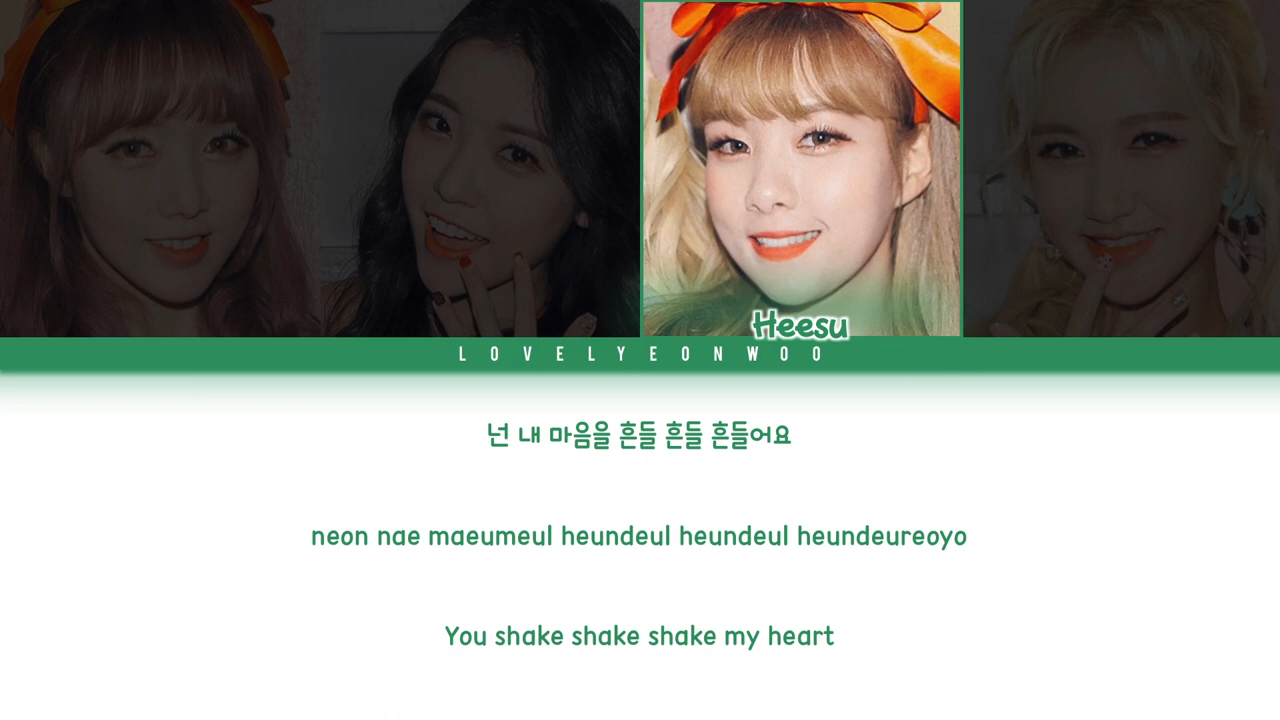 Heesu
LOVELYEONWOO
넌 내 마음을 흔들 흔들 흔들어요
neon nae maeumeul heundeul heundeul heundeureoyo
You shake shake shake my heart